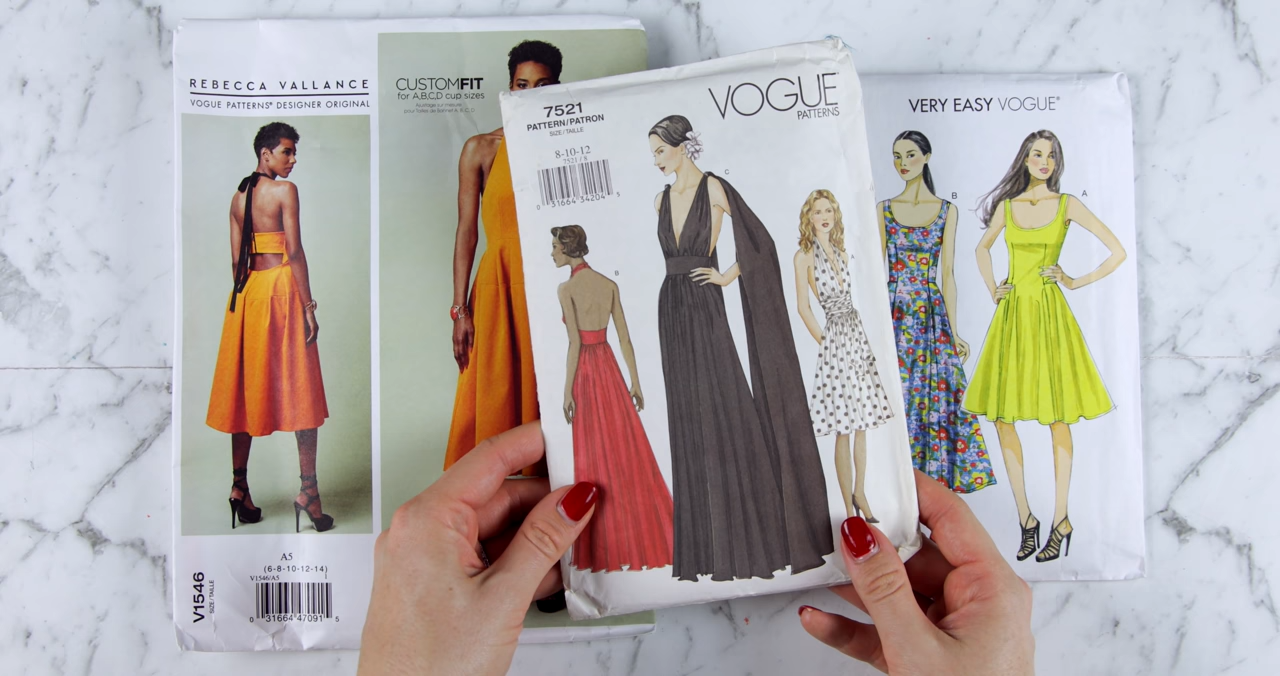 REBECCA VALLANCE
VOGUE PATTERNS® DESIGNER ORIGINAL
A5
(6-8-10-12-14)
V1546/A5
0 31664 47091 5
V1546
SIZE/TAILLE
CUSTOMFIT
for A,B,C,D cup sizes
7521
PATTERN/PATRON
SIZE/TAILLE
8-10-12
7521/8
0 31664 34204 5
VOGUE
PATTERNS
C
B
VERY EASY VOGUE®
B
A